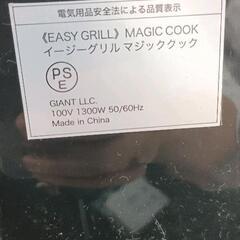 電気用品安全法による品質表示
《EASY GRILL》 MAGIC COOK
イージーグリル マジッククック
PS
E
GIANT LLC.
100V 1300W 50/60Hz
Made in China